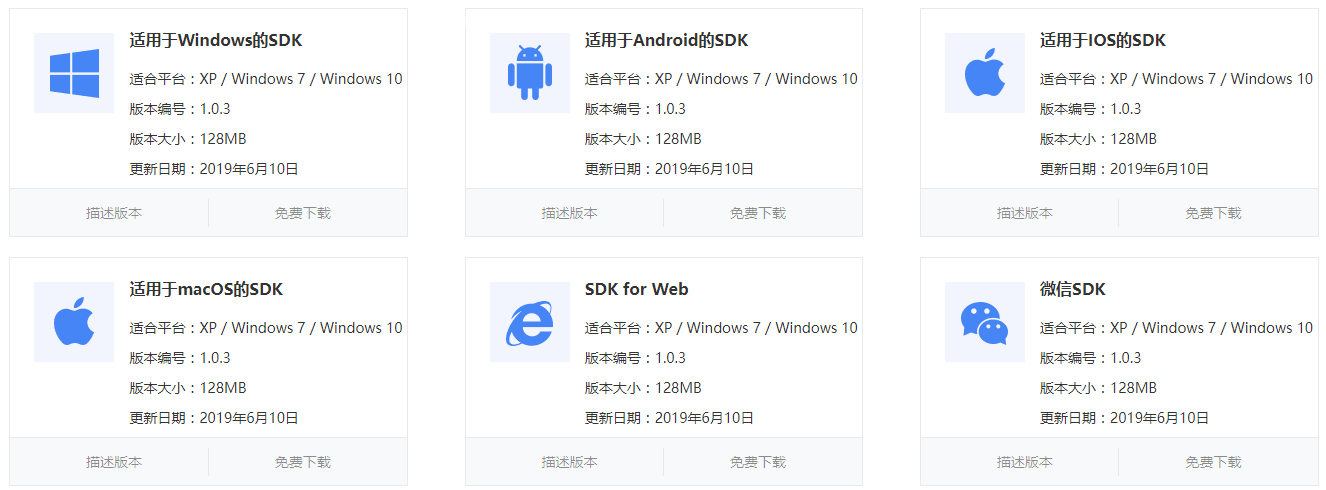 适用于Windows的SDK
适合平台：XP / Windows 7 / Windows 10
版本编号：1.0.3
版本大小：128MB
更新日期：2019年6月10日
描述版本
免费下载
适用于Android的SDK
适合平台：XP / Windows 7 / Windows 10
版本编号：1.0.3
版本大小：128MB
更新日期：2019年6月10日
描述版本
免费下载
适用于IOS的SDK
适合平台：XP / Windows 7 / Windows 10
版本编号：1.0.3
版本大小：128MB
更新日期：2019年6月10日
描述版本
免费下载
适用于macOS的SDK
适合平台：XP / Windows 7 / Windows 10
版本编号：1.0.3
版本大小：128MB
更新日期：2019年6月10日
描述版本
免费下载
SDK for Web
适合平台：XP / Windows 7 / Windows 10
版本编号：1.0.3
版本大小：128MB
更新日期：2019年6月10日
描述版本
免费下载
微信SDK
适合平台：XP / Windows 7 / Windows 10
版本编号：1.0.3
版本大小：128MB
更新日期：2019年6月10日
描述版本
免费下载